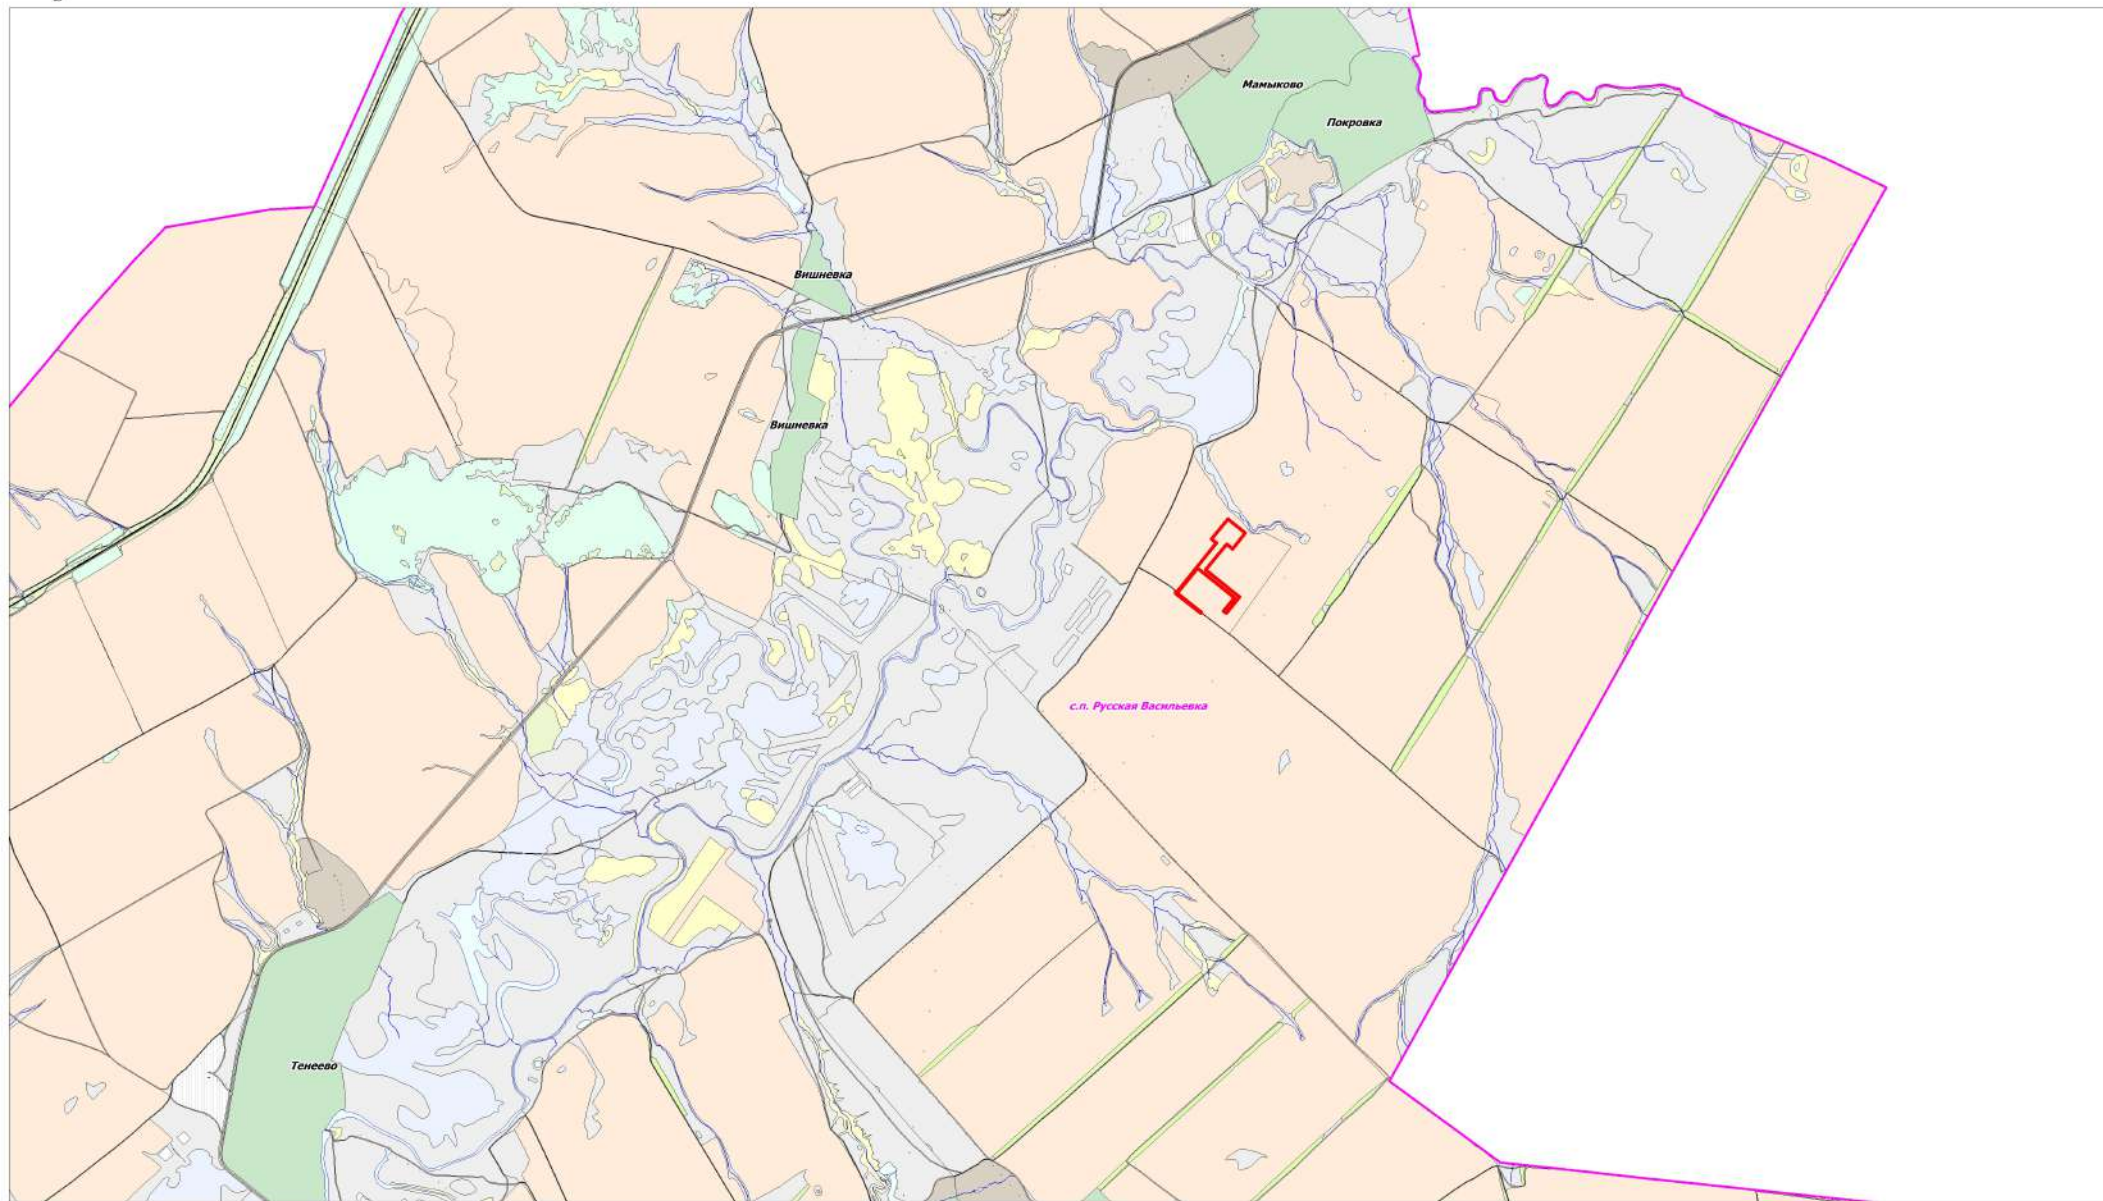 Мамыково
Покровка
Вишневка
Вишневка
с.п. Русская Васильевка
Тенеево